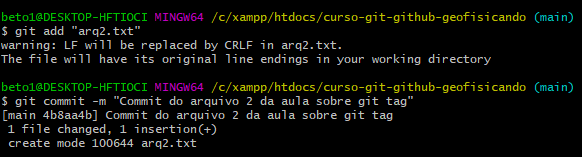 beto1@DESKTOP-HFTIOCI MINGW64 /c/xampp/htdocs/curso-git-github-geofisicando (main)
$ git add "arq2.txt"
warning: LF will be replaced by CRLF in arq2.txt.
The file will have its original line endings in your working directory
beto1@DESKTOP-HFTIOCI MINGW64 /c/xampp/htdocs/curso-git-github-geofisicando (main)
$ git commit -m "Commit do arquivo 2 da aula sobre git tag"
[main 4b8aa4b] Commit do arquivo 2 da aula sobre git tag
1 file changed, 1 insertion(+)
create mode 100644 arq2.txt